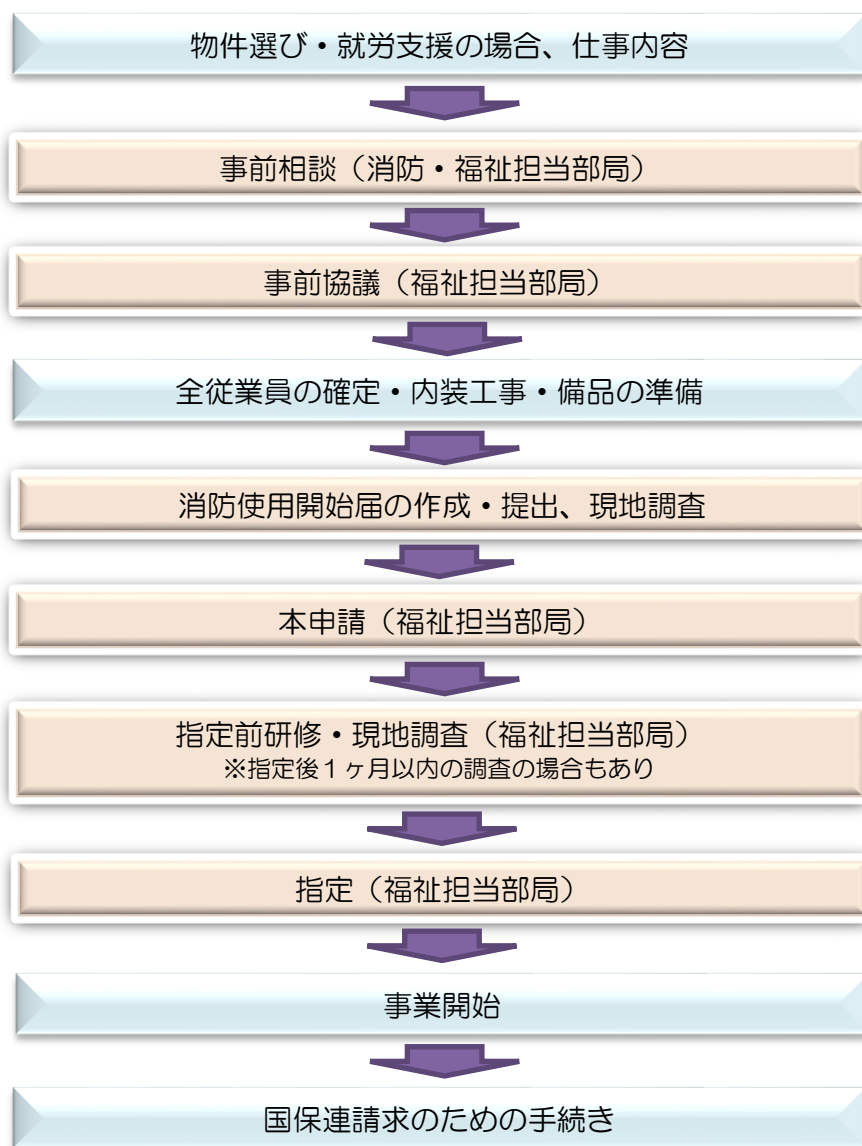 物件選び・就労支援の場合、仕事内容
事前相談（消防・福祉担当部局）
事前協議（福祉担当部局）
全従業員の確定・内装工事・備品の準備
消防使用開始届の作成・提出、現地調査
本申請（福祉担当部局）
指定前研修・現地調査（福祉担当部局）
※指定後１ヶ月以内の調査の場合もあり
指定（福祉担当部局）
事業開始
国保連請求のための手続き